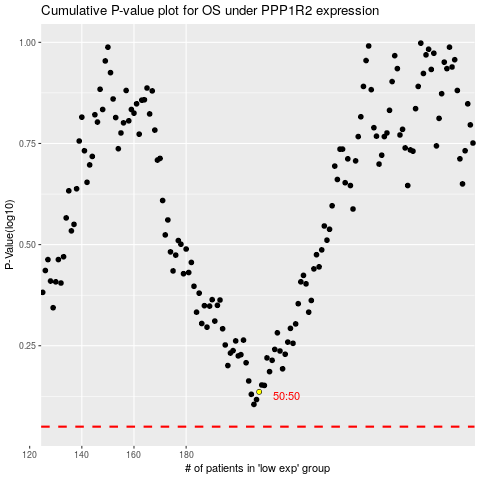 Cumulative P-value plot for OS under PPP1R2 expression
P-Value(log10)
1.00
0.75
0.50
0.25
50:50
120 140 160 180
# of patients in 'low exp' group